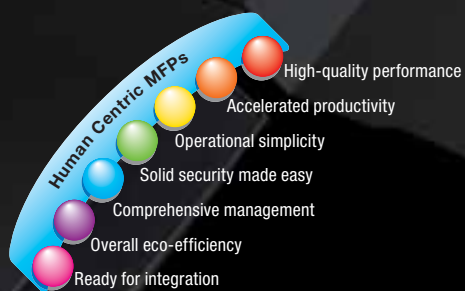 Human Centric MFPs
High-quality performance
Accelerated productivity
Operational simplicity
Solid security made easy
Comprehensive management
Overall eco-efficiency
Ready for integration